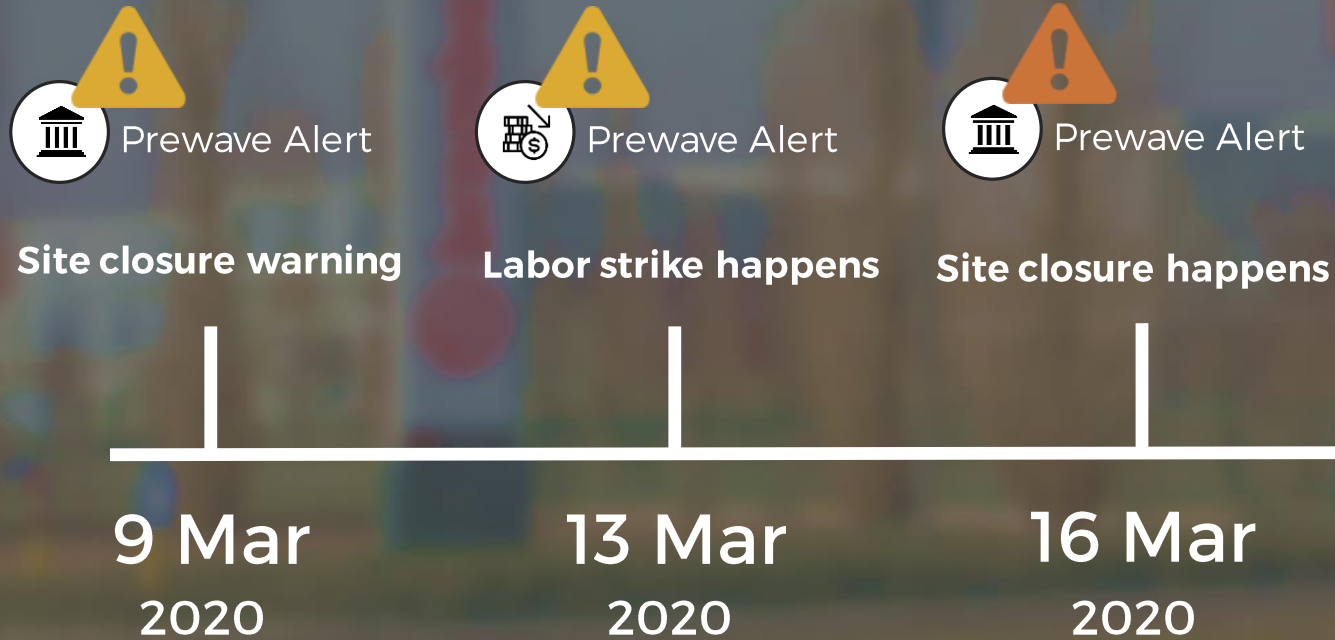 Prewave Alert
Site closure warning
9 Mar
2020
Prewave Alert
Labor strike happens
13 Mar
2020
Prewave Alert
Site closure happens
16 Mar
2020